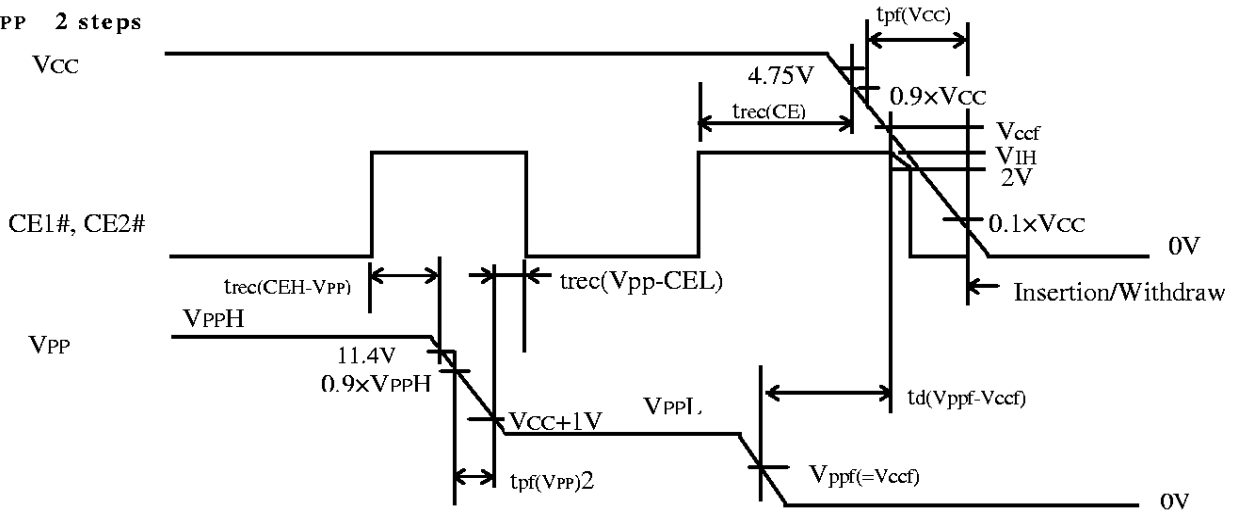 PP 2 steps
tpf(VCC)
VCC
4.75V
0.9×VCC
trec(CE)
Vccf
VIH
2V
CE1#, CE2#
0.1×VCC
0V
trec(CEH-VPP)
trec(Vpp-CEL)
Insertion/Withdraw
VPPH
VPP
11.4V
0.9×VPPH
VPPL
td(Vppf-Vccf)
VCC+1V
tpf(VPP)2
Vppf(=Vccf)
0V